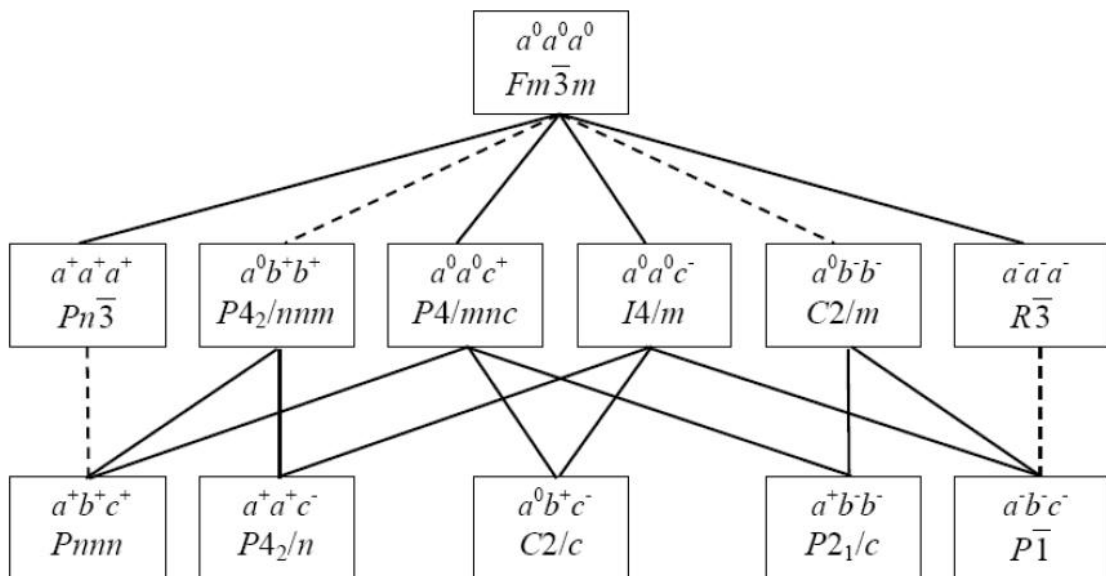 a⁰a⁰a⁰
Fm3̅m
a⁺a⁺a⁺
Pn3̅
a⁰b⁺b⁺
P4₂/nnm
a⁰a⁰c⁺
P4/mnc
a⁰a⁰c⁻
I4/m
a⁰b⁻b⁻
C2/m
a⁻a⁻a⁻
R3̅
a⁺b⁺c⁺
Pnnn
a⁺a⁺c⁻
P4₂/n
a⁰b⁺c⁻
C2/c
a⁺b⁻b⁻
P2₁/c
a⁻b⁻c⁻
P1̅